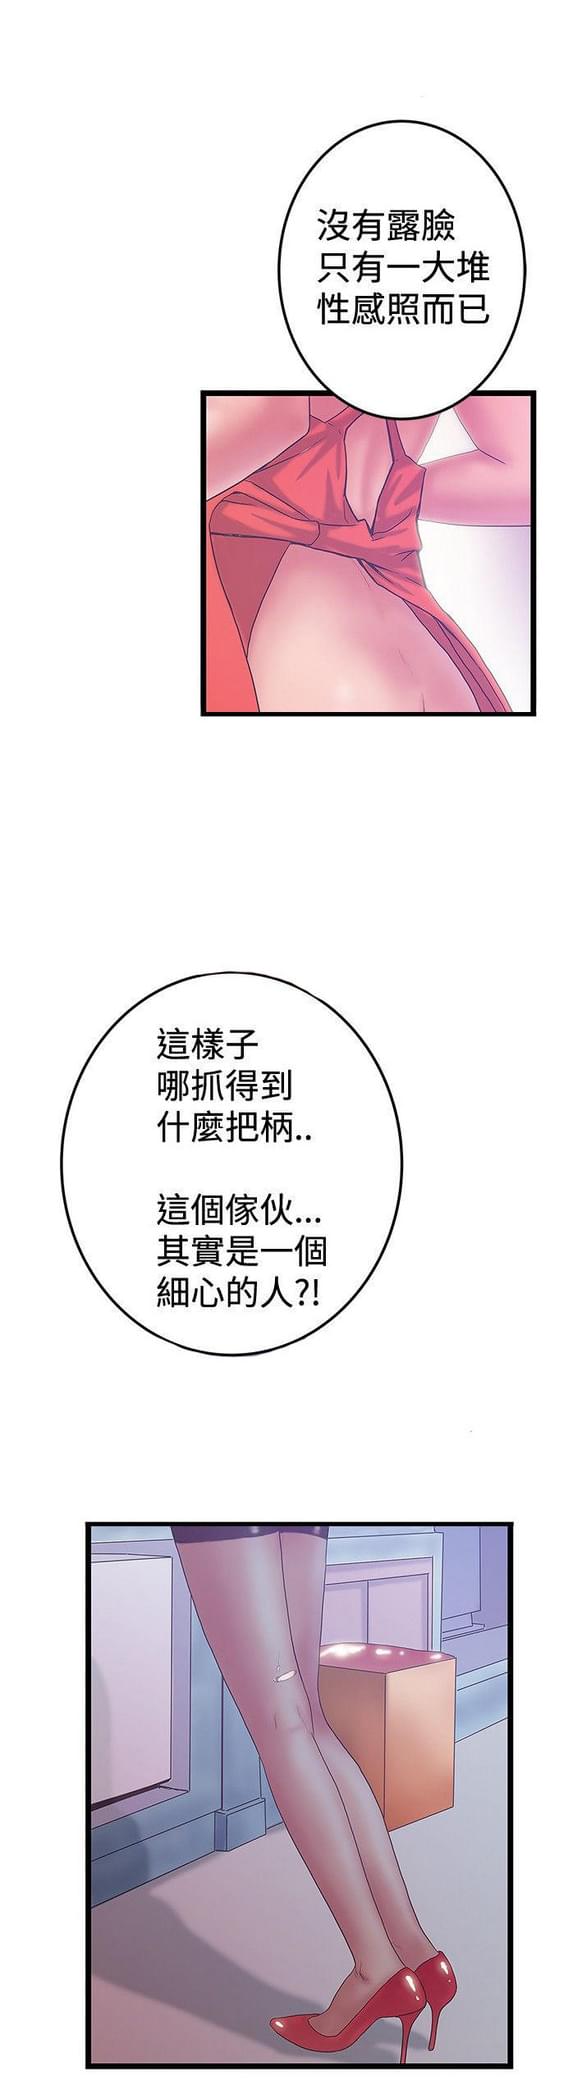 沒有露臉
只有一大堆
性感照而已
這樣子
哪抓得到
什麼把柄..
這個傢伙...
其實是一個
細心的人?!